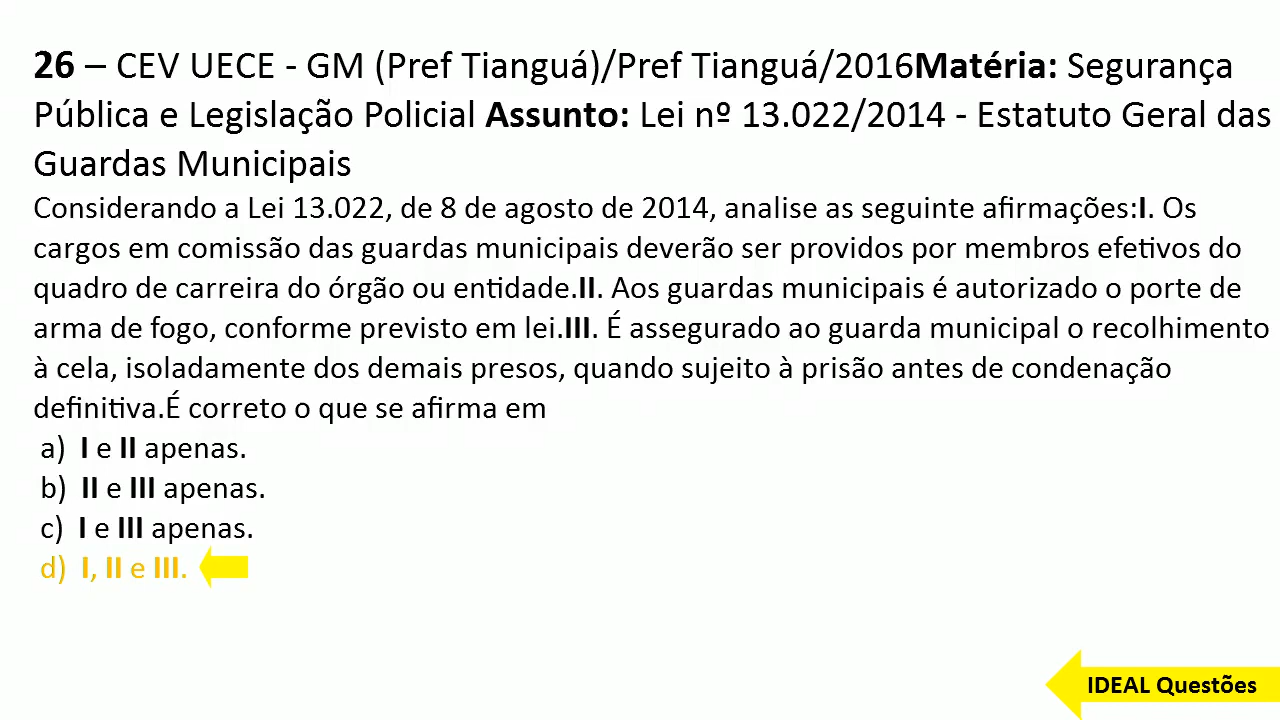 26 – CEV UECE - GM (Pref Tianguá)/Pref Tianguá/2016Matéria: Segurança
Pública e Legislação Policial Assunto: Lei nº 13.022/2014 - Estatuto Geral das
Guardas Municipais
Considerando a Lei 13.022, de 8 de agosto de 2014, analise as seguinte afirmações:I. Os
cargos em comissão das guardas municipais deverão ser providos por membros efetivos do
quadro de carreira do órgão ou entidade.II. Aos guardas municipais é autorizado o porte de
arma de fogo, conforme previsto em lei.III. É assegurado ao guarda municipal o recolhimento
à cela, isoladamente dos demais presos, quando sujeito à prisão antes de condenação
definitiva.É correto o que se afirma em
a) I e II apenas.
b) II e III apenas.
c) I e III apenas.
d) I, II e III.
IDEAL Questões